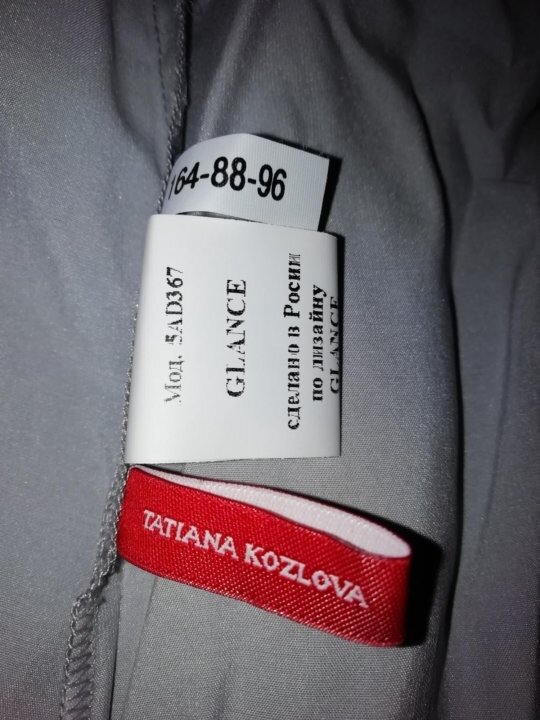 164-88-96
Мод. 5AD367
GLANCE
сделано в Росии
по дизайну
GLANCE
TATIANA KOZLOVA